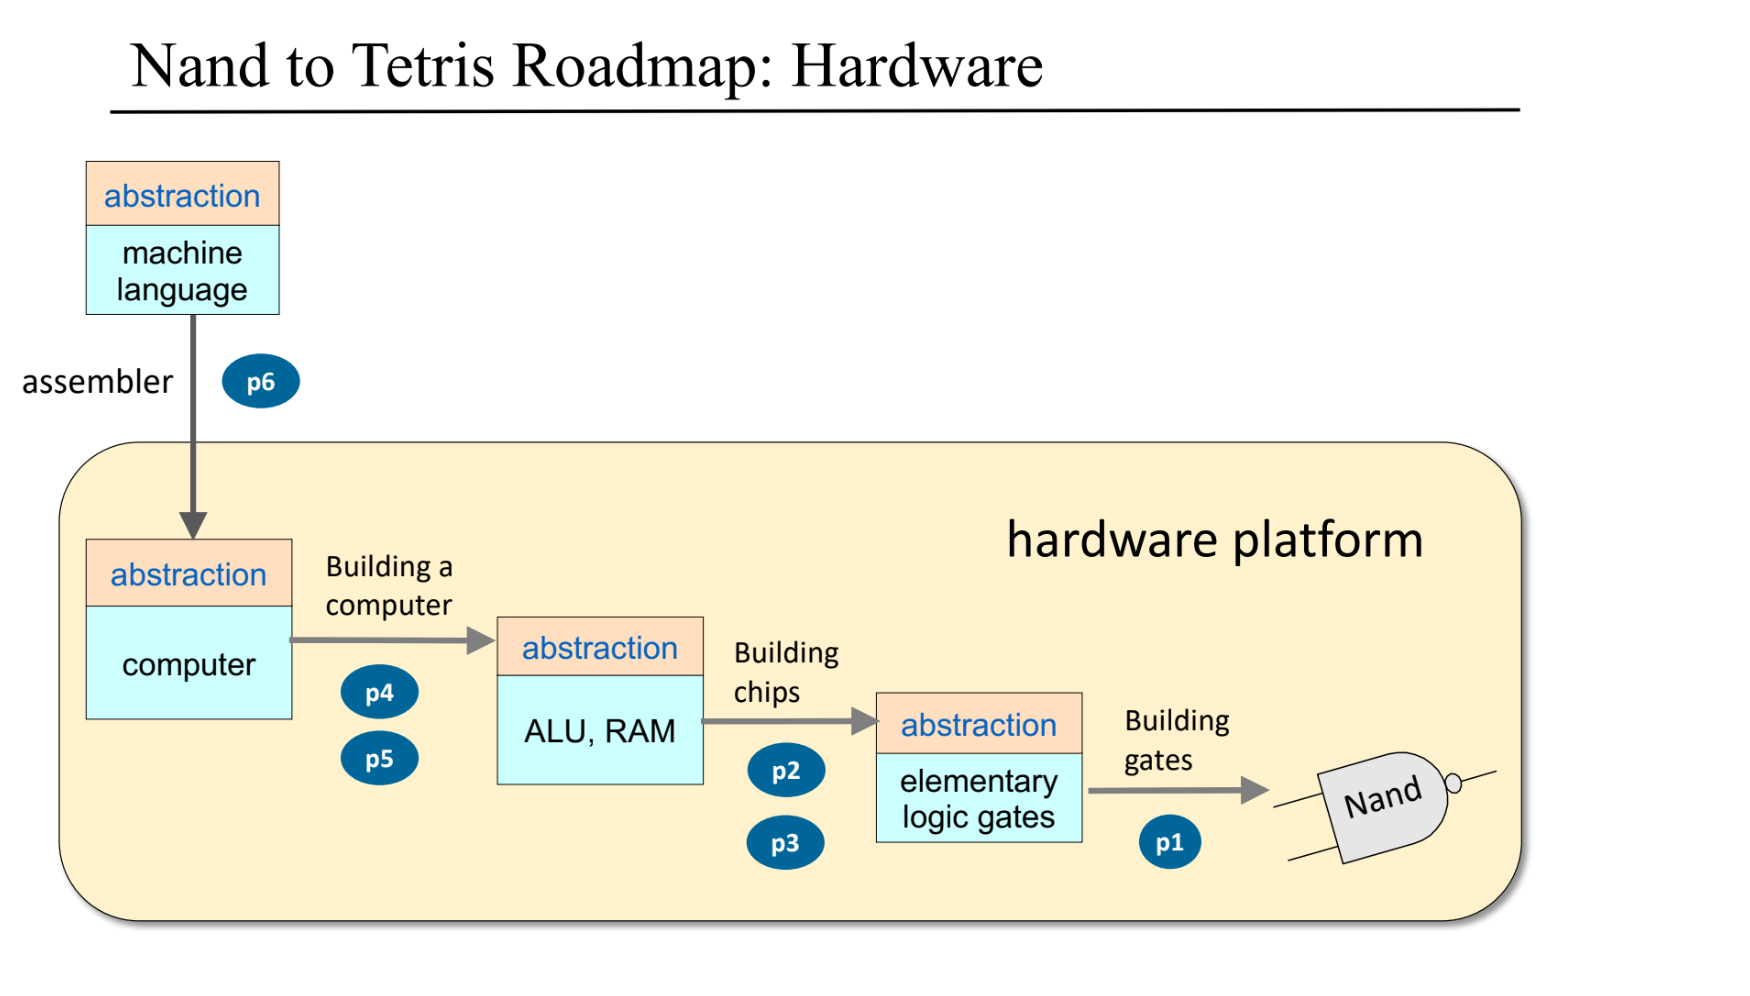 Nand to Tetris Roadmap: Hardware
abstraction
machine
language
assembler
p6
hardware platform
abstraction
computer
Building a
computer
p4
p5
abstraction
ALU, RAM
Building
chips
p2
p3
abstraction
elementary
logic gates
Building
gates
p1
Nand